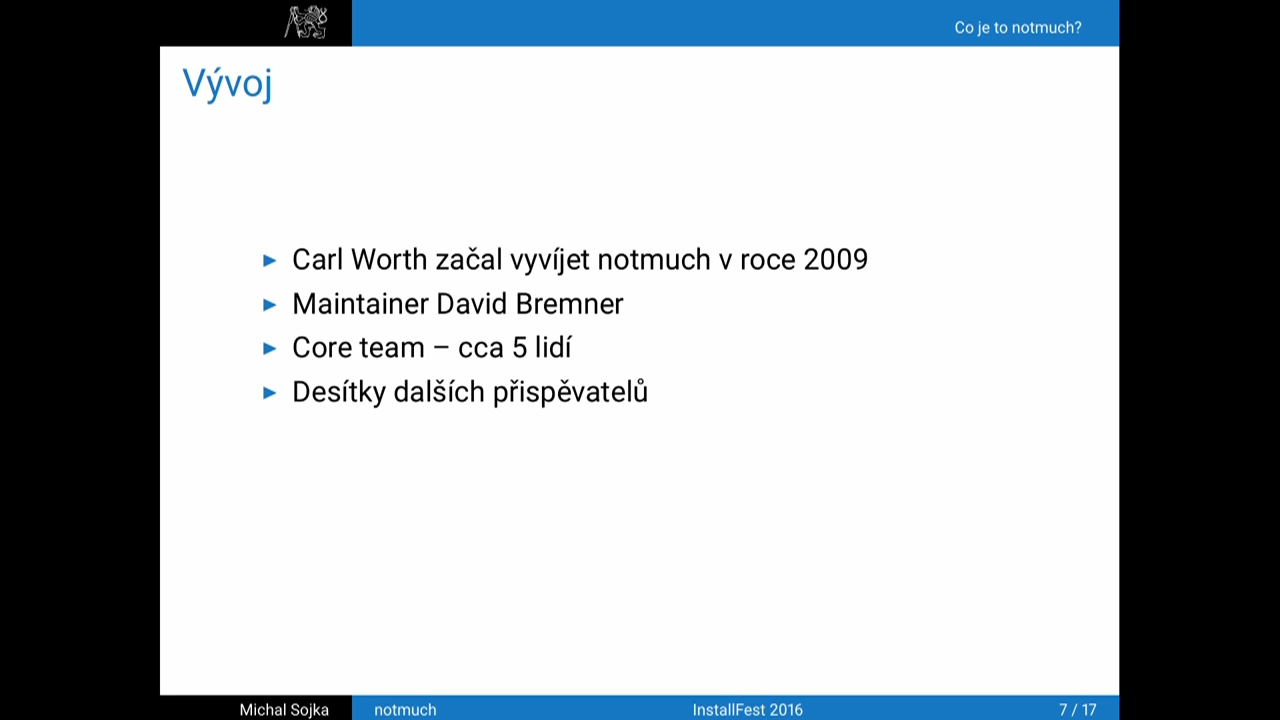 Co je to notmuch?
Vývoj
Carl Worth začal vyvíjet notmuch v roce 2009
Maintainer David Bremner
Core team – cca 5 lidí
Desítky dalších přispěvatelů
Michal Sojka notmuch InstallFest 2016 7 / 17